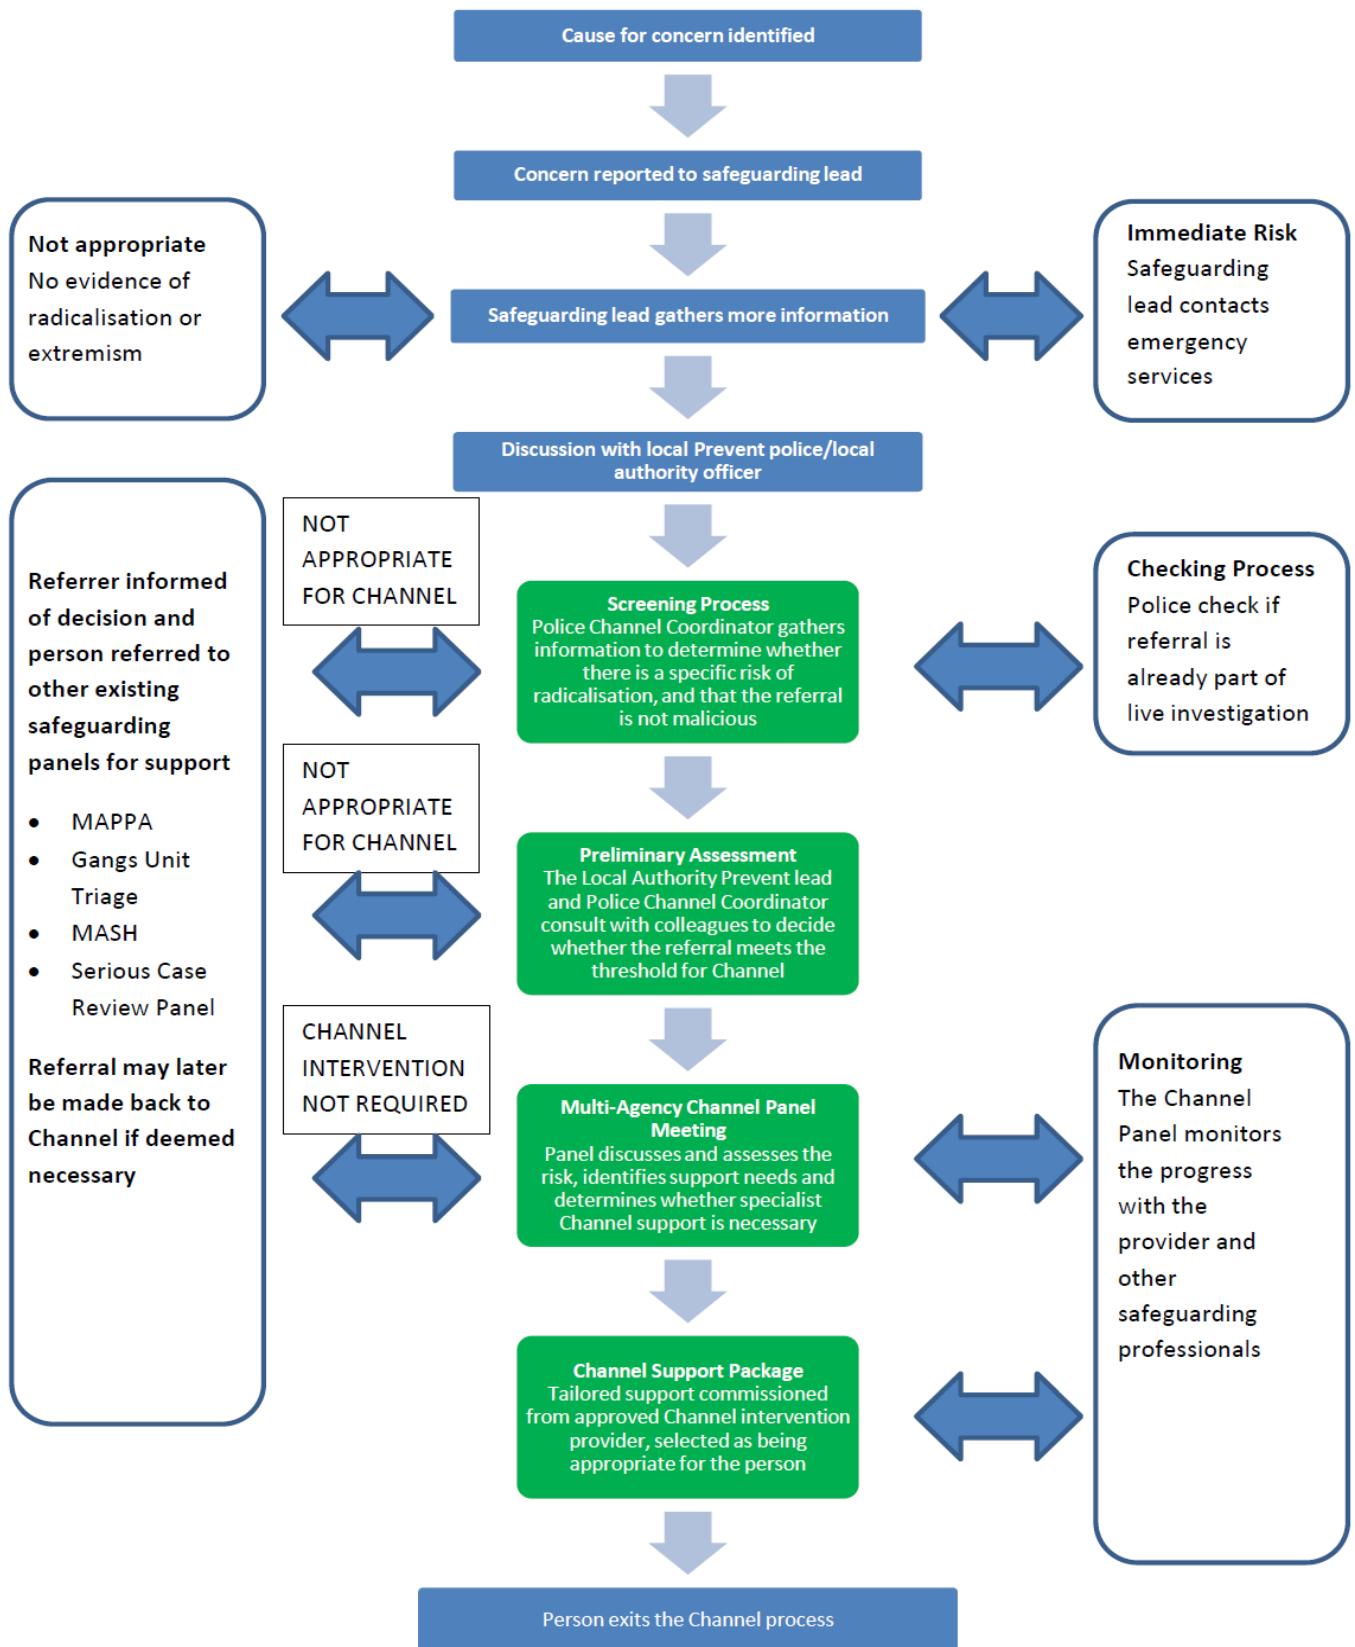 Cause for concern identified
Concern reported to safeguarding lead
Not appropriate
No evidence of
radicalisation or
extremism
Safeguarding lead gathers more information
Immediate Risk
Safeguarding
lead contacts
emergency
services
Discussion with local Prevent police/local
authority officer
Referrer informed
of decision and
person referred to
other existing
safeguarding
panels for support
• MAPPA
• Gangs Unit
Triage
• MASH
• Serious Case
Review Panel
Referral may later
be made back to
Channel if deemed
necessary
NOT
APPROPRIATE
FOR CHANNEL
Screening Process
Police Channel Coordinator gathers
information to determine whether
there is a specific risk of
radicalisation, and that the referral
is not malicious
Checking Process
Police check if
referral is
already part of
live investigation
NOT
APPROPRIATE
FOR CHANNEL
Preliminary Assessment
The Local Authority Prevent lead
and Police Channel Coordinator
consult with colleagues to decide
whether the referral meets the
threshold for Channel
CHANNEL
INTERVENTION
NOT REQUIRED
Multi-Agency Channel Panel
Meeting
Panel discusses and assesses the
risk, identifies support needs and
determines whether specialist
Channel support is necessary
Monitoring
The Channel
Panel monitors
the progress
with the
provider and
other
safeguarding
professionals
Channel Support Package
Tailored support commissioned
from approved Channel intervention
provider, selected as being
appropriate for the person
Person exits the Channel process